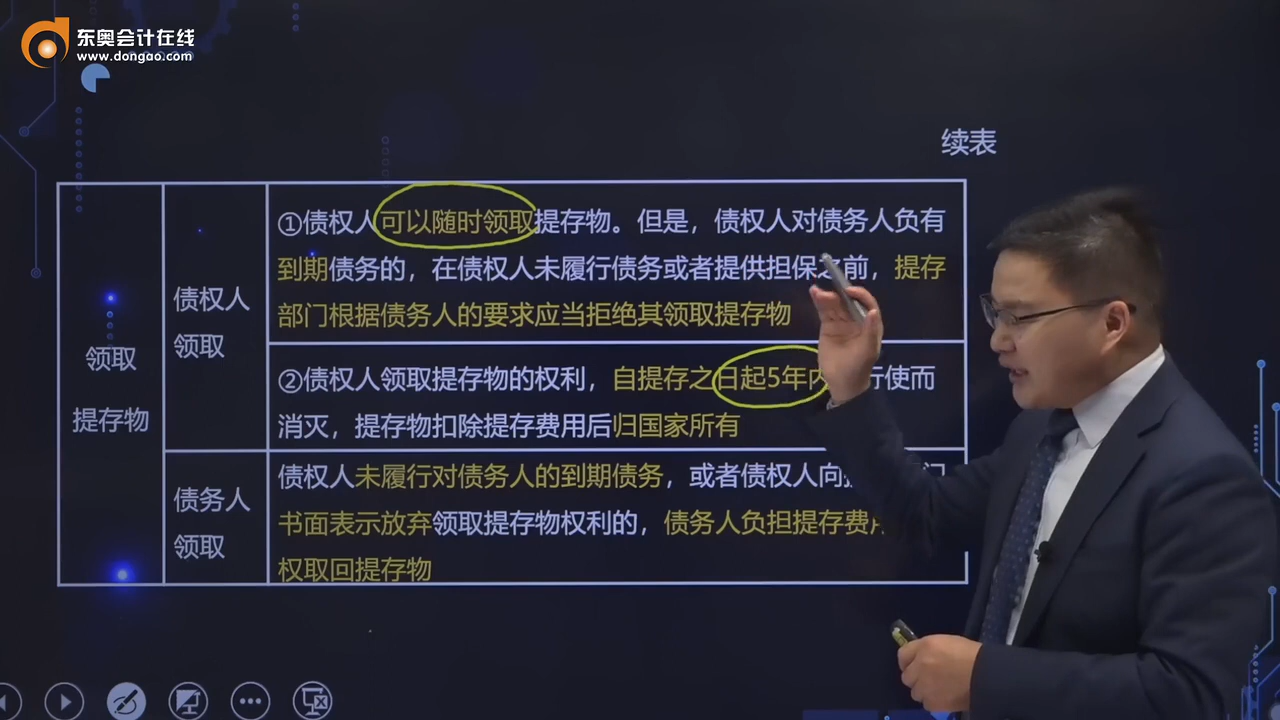 东奥会计在线
www.dongao.com
续表
领取
提存物
债权人
领取
①债权人可以随时领取提存物。但是，债权人对债务人负有
到期债务的，在债权人未履行债务或者提供担保之前，提存
部门根据债务人的要求应当拒绝其领取提存物
②债权人领取提存物的权利，自提存之日起5年内行使而
消灭，提存物扣除提存费用后归国家所有
债务人
领取
债权人未履行对债务人的到期债务，或者债权人向
书面表示放弃领取提存物权利的，债务人负担提存费
权取回提存物